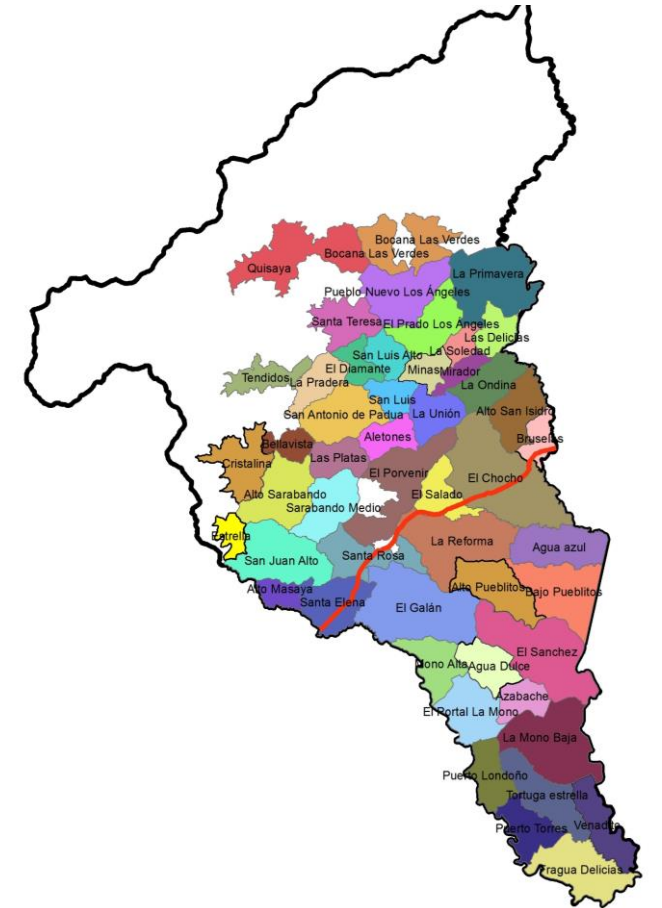 Bocana Las Verdes
Bocana Las Verdes
Quisaya
La Primavera
Pueblo Nuevo Los Ángeles
Santa Teresa
El Prado Los Angeles
Las Delicias
La Soledad
San Luis Alto
El Diamante
Minas
Mirador
Tendidos
La Pradera
La Ondina
San Luis
San Antonio de Padua
La Unión
Alto San Isidro
Aletones
Bruselas
Bellavista
Las Platas
Cristalina
El Porvenir
El Chocho
Alto Sarabando
El Salado
Sarabando Medio
Estrella
La Reforma
Agua azul
Santa Rosa
San Juan Alto
Alto Masaya
Alto Pueblitos
Bajo Pueblitos
Santa Elena
El Galán
El Sanchez
Mono Alta
Agua Dulce
Azabache
El Portal La Mono
La Mono Baja
Puerto Londoño
Tortuga estrella
Puerto Torres
Venadito
Fragua Delicias